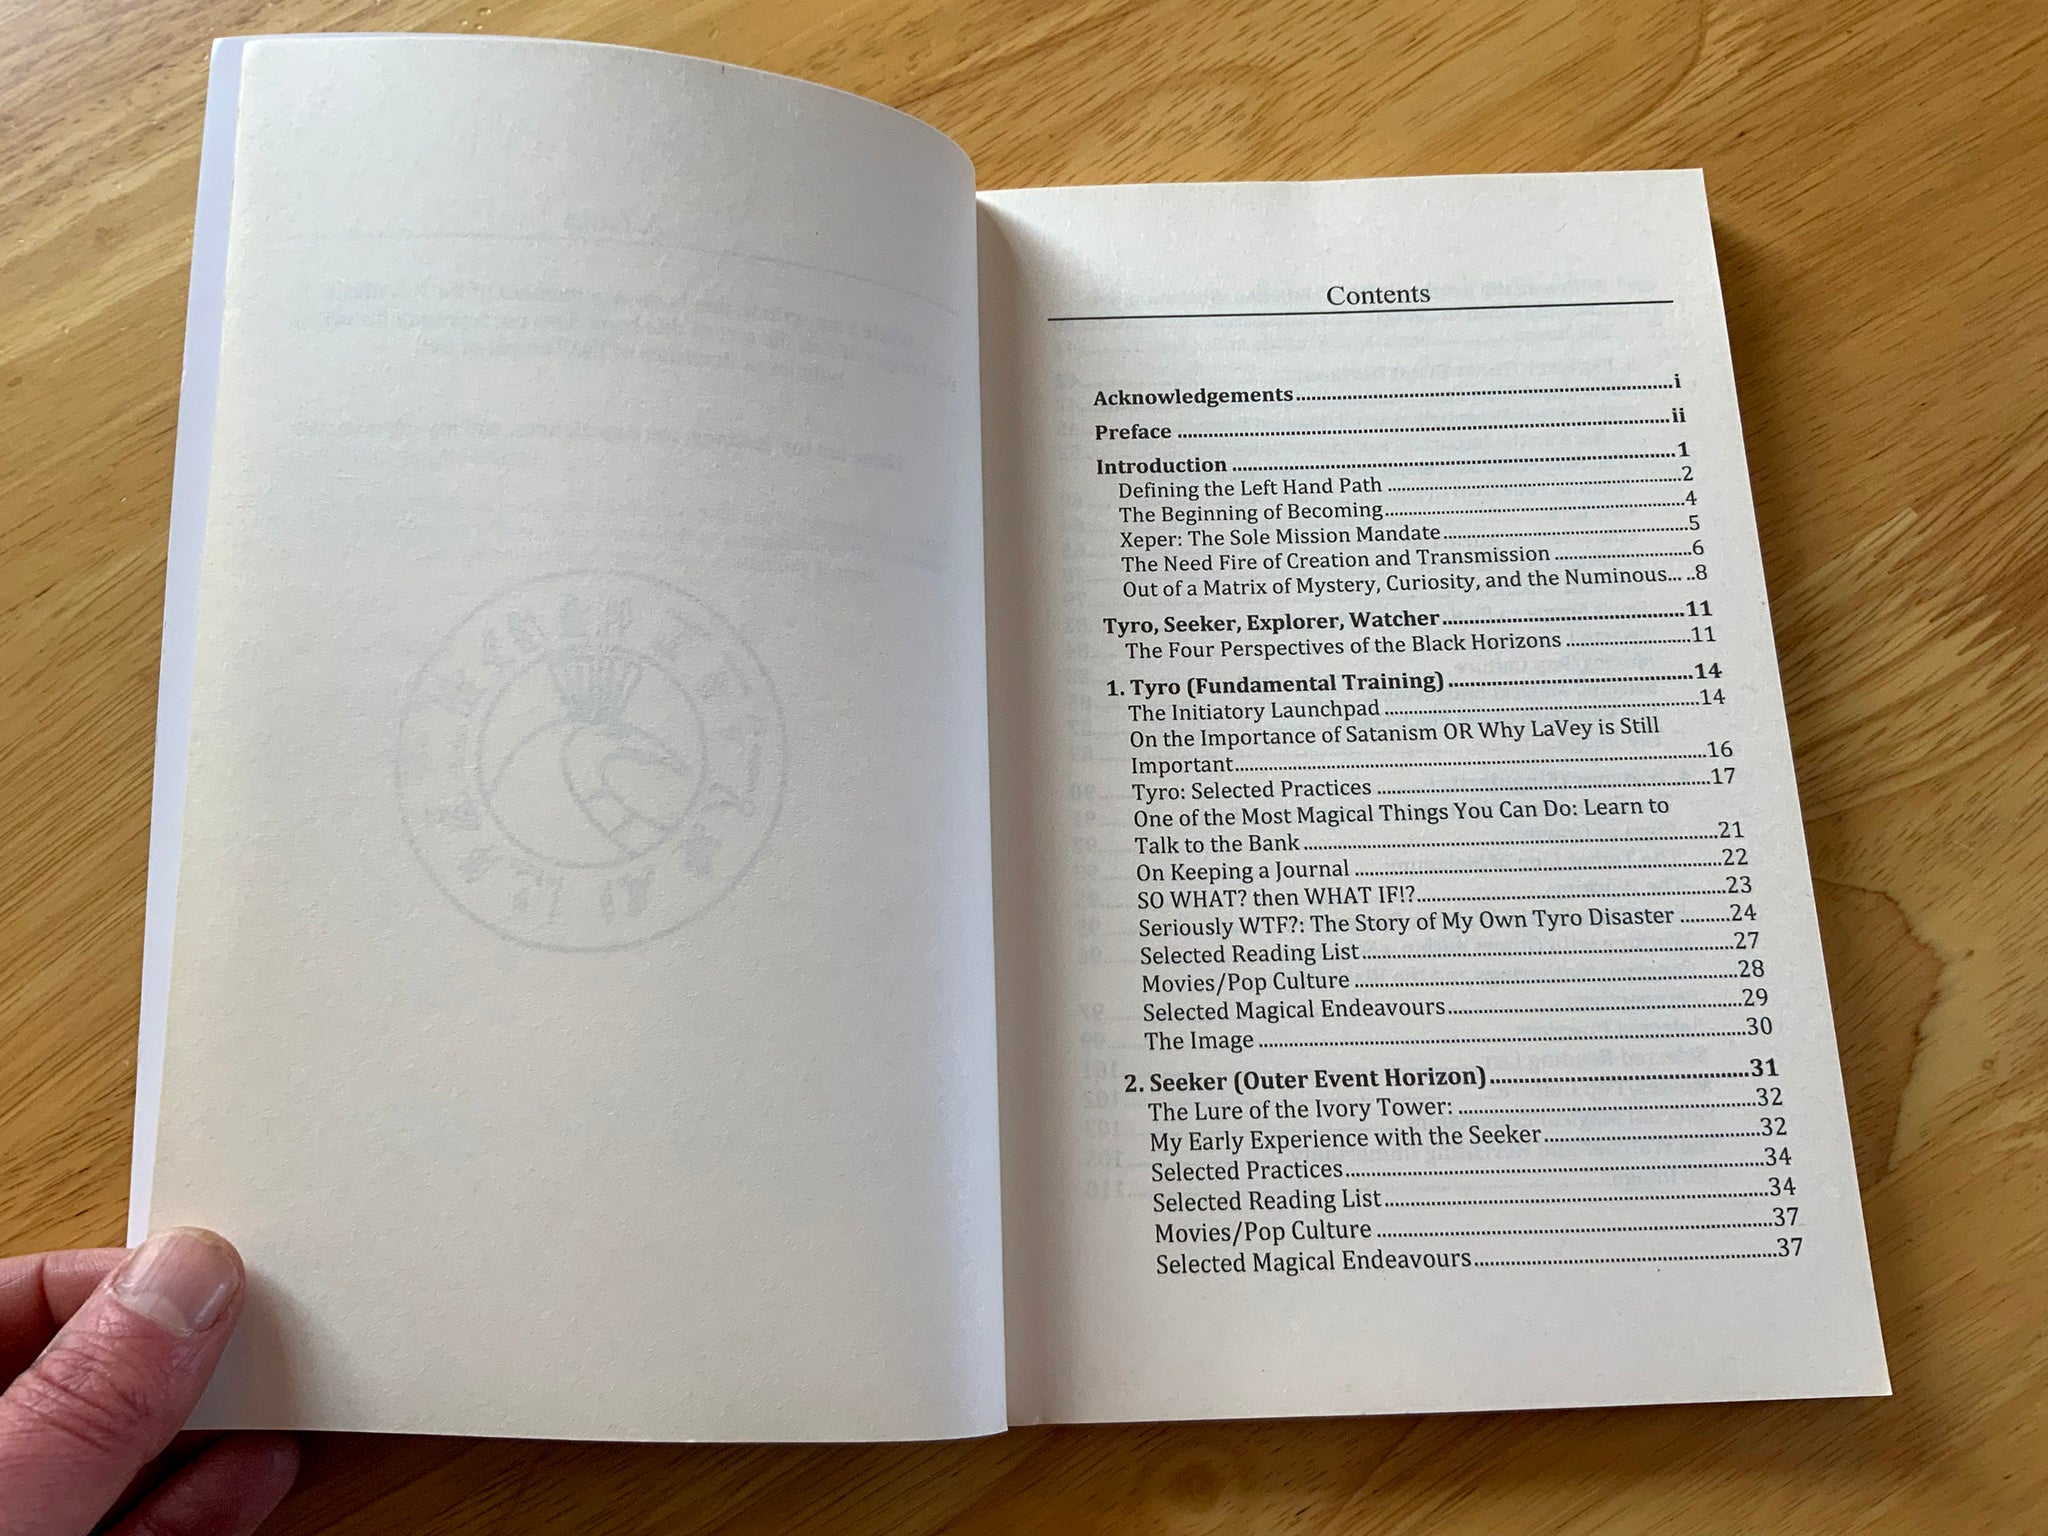 Contents
Acknowledgements..........i
Preface ..........ii
Introduction ..........1
Defining the Left Hand Path ..........2
The Beginning of Becoming..........4
Xeper: The Sole Mission Mandate..........5
The Need Fire of Creation and Transmission ..........6
Out of a Matrix of Mystery, Curiosity, and the Numinous... ..8
Tyro, Seeker, Explorer, Watcher..........11
The Four Perspectives of the Black Horizons ..........11
1. Tyro (Fundamental Training)..........14
The Initiatory Launchpad..........14
On the Importance of Satanism OR Why LaVey is Still
Important..........16
Tyro: Selected Practices ..........17
One of the Most Magical Things You Can Do: Learn to
Talk to the Bank..........21
On Keeping a Journal ..........22
SO WHAT? then WHAT IF!?..........23
Seriously WTF?: The Story of My Own Tyro Disaster ..........24
Selected Reading List..........27
Movies/Pop Culture ..........28
Selected Magical Endeavours..........29
The Image ..........30
2. Seeker (Outer Event Horizon)..........31
The Lure of the Ivory Tower: ..........32
My Early Experience with the Seeker..........32
Selected Practices..........34
Selected Reading List..........34
Movies/Pop Culture ..........37
Selected Magical Endeavours..........37